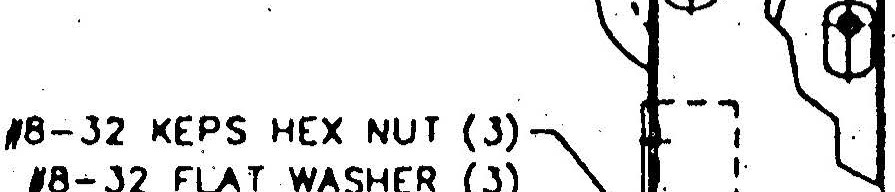 #8-32 KEPS HEX NUT (3)
#8-32 FLAT WASHER (3)